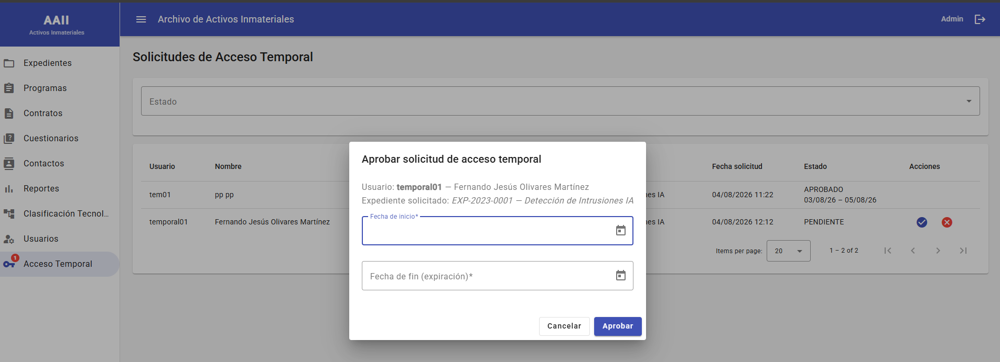 AAII
Activos Inmateriales
Archivo de Activos Inmateriales
Admin
Expedientes
Programas
Contratos
Cuestionarios
Contactos
Reportes
Clasificación Tecnol...
Usuarios
1
Acceso Temporal
Solicitudes de Acceso Temporal
Estado
Usuario Nombre Fecha solicitud Estado Acciones
tem01 pp pp nes IA 04/08/2026 11:22 APROBADO
03/08/26 – 05/08/26
temporal01 Fernando Jesús Olivares Martínez nes IA 04/08/2026 12:12 PENDIENTE
Items per page: 20 1 – 2 of 2
Aprobar solicitud de acceso temporal
Usuario: temporal01 — Fernando Jesús Olivares Martínez
Expediente solicitado: EXP-2023-0001 — Detección de Intrusiones IA
Fecha de inicio*
Fecha de fin (expiración)*
Cancelar Aprobar